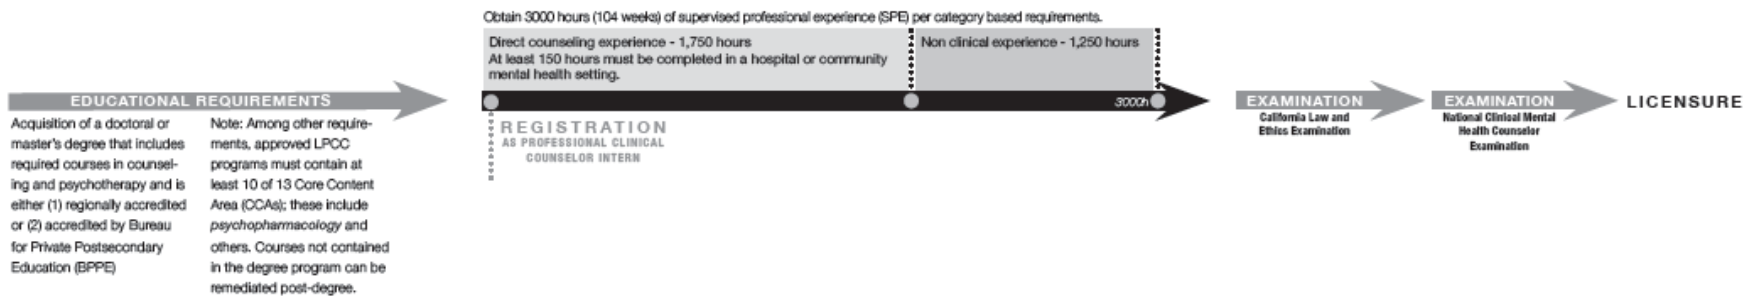 Obtain 3000 hours (104 weeks) of supervised professional experience (SPE) per category based requirements.
Direct counseling experience - 1,750 hours
At least 150 hours must be completed in a hospital or community
mental health setting.
Non clinical experience - 1,250 hours
EDUCATIONAL REQUIREMENTS
Acquisition of a doctoral or
master's degree that includes
required courses in counsel-
ing and psychotherapy and is
either (1) regionally accredited
or (2) accredited by Bureau
for Private Postsecondary
Education (BPPE)
Note: Among other require-
ments, approved LPCC
programs must contain at
least 10 of 13 Core Content
Area (CCAs); these include
psychopharmacology and
others. Courses not contained
in the degree program can be
remediated post-degree.
3000h
REGISTRATION
AS PROFESSIONAL CLINICAL
COUNSELOR INTERN
EXAMINATION
California Law and
Ethics Examination
EXAMINATION
National Clinical Mental
Health Counselor
Examination
LICENSURE